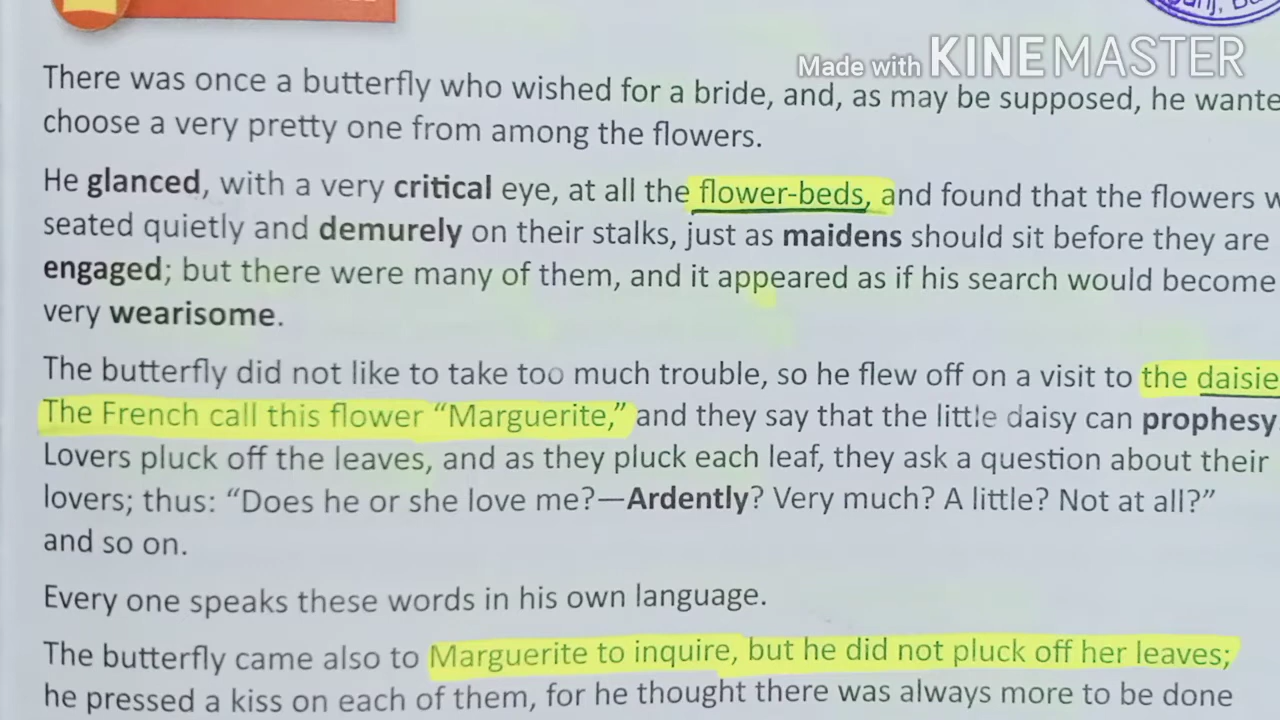 Made with KINEMASTER
There was once a butterfly who wished for a bride, and, as may be supposed, he wante
choose a very pretty one from among the flowers.
He glanced, with a very critical eye, at all the flower-beds, and found that the flowers w
seated quietly and demurely on their stalks, just as maidens should sit before they are
engaged; but there were many of them, and it appeared as if his search would become
very wearisome.
The butterfly did not like to take too much trouble, so he flew off on a visit to the daisie
The French call this flower “Marguerite,” and they say that the little daisy can prophesy.
Lovers pluck off the leaves, and as they pluck each leaf, they ask a question about their
lovers; thus: “Does he or she love me?—Ardently? Very much? A little? Not at all?”
and so on.
Every one speaks these words in his own language.
The butterfly came also to Marguerite to inquire, but he did not pluck off her leaves;
he pressed a kiss on each of them, for he thought there was always more to be done